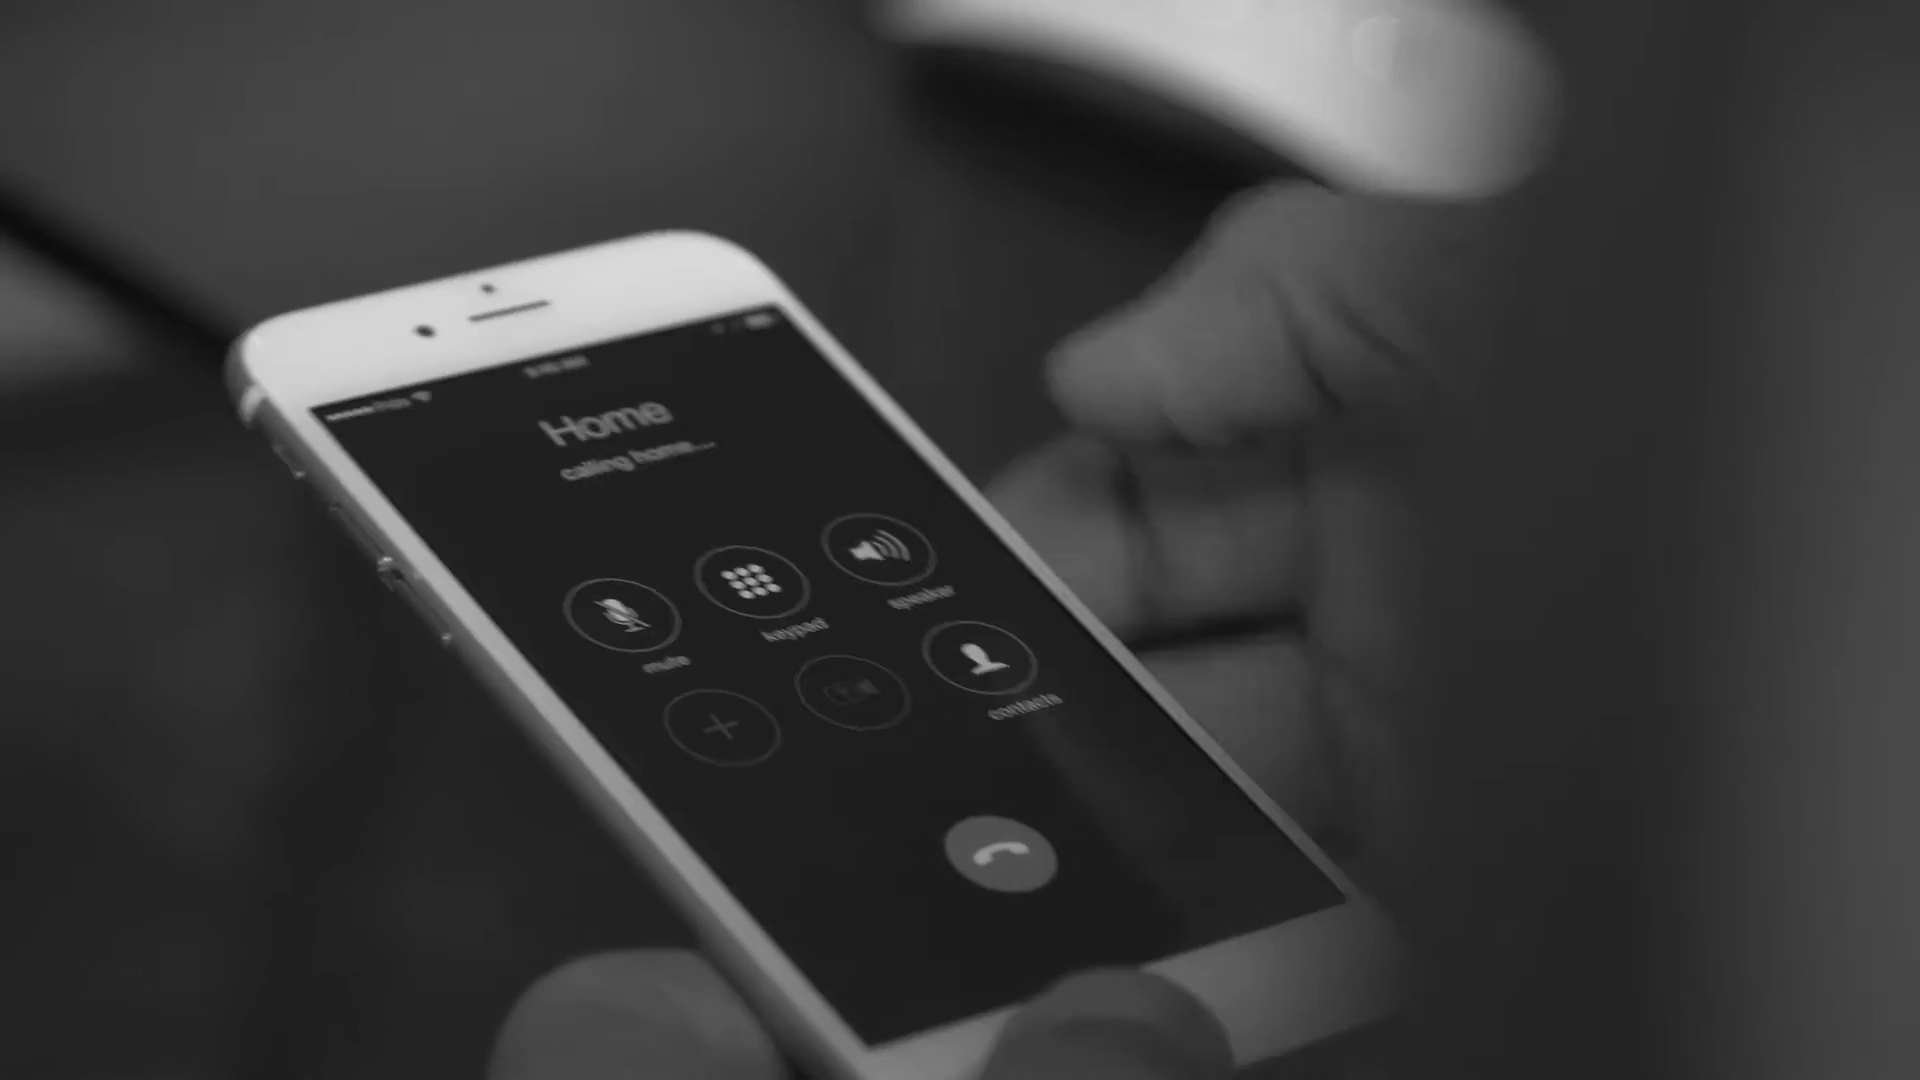 Home
calling home...
mute
keypad
speaker
contacts